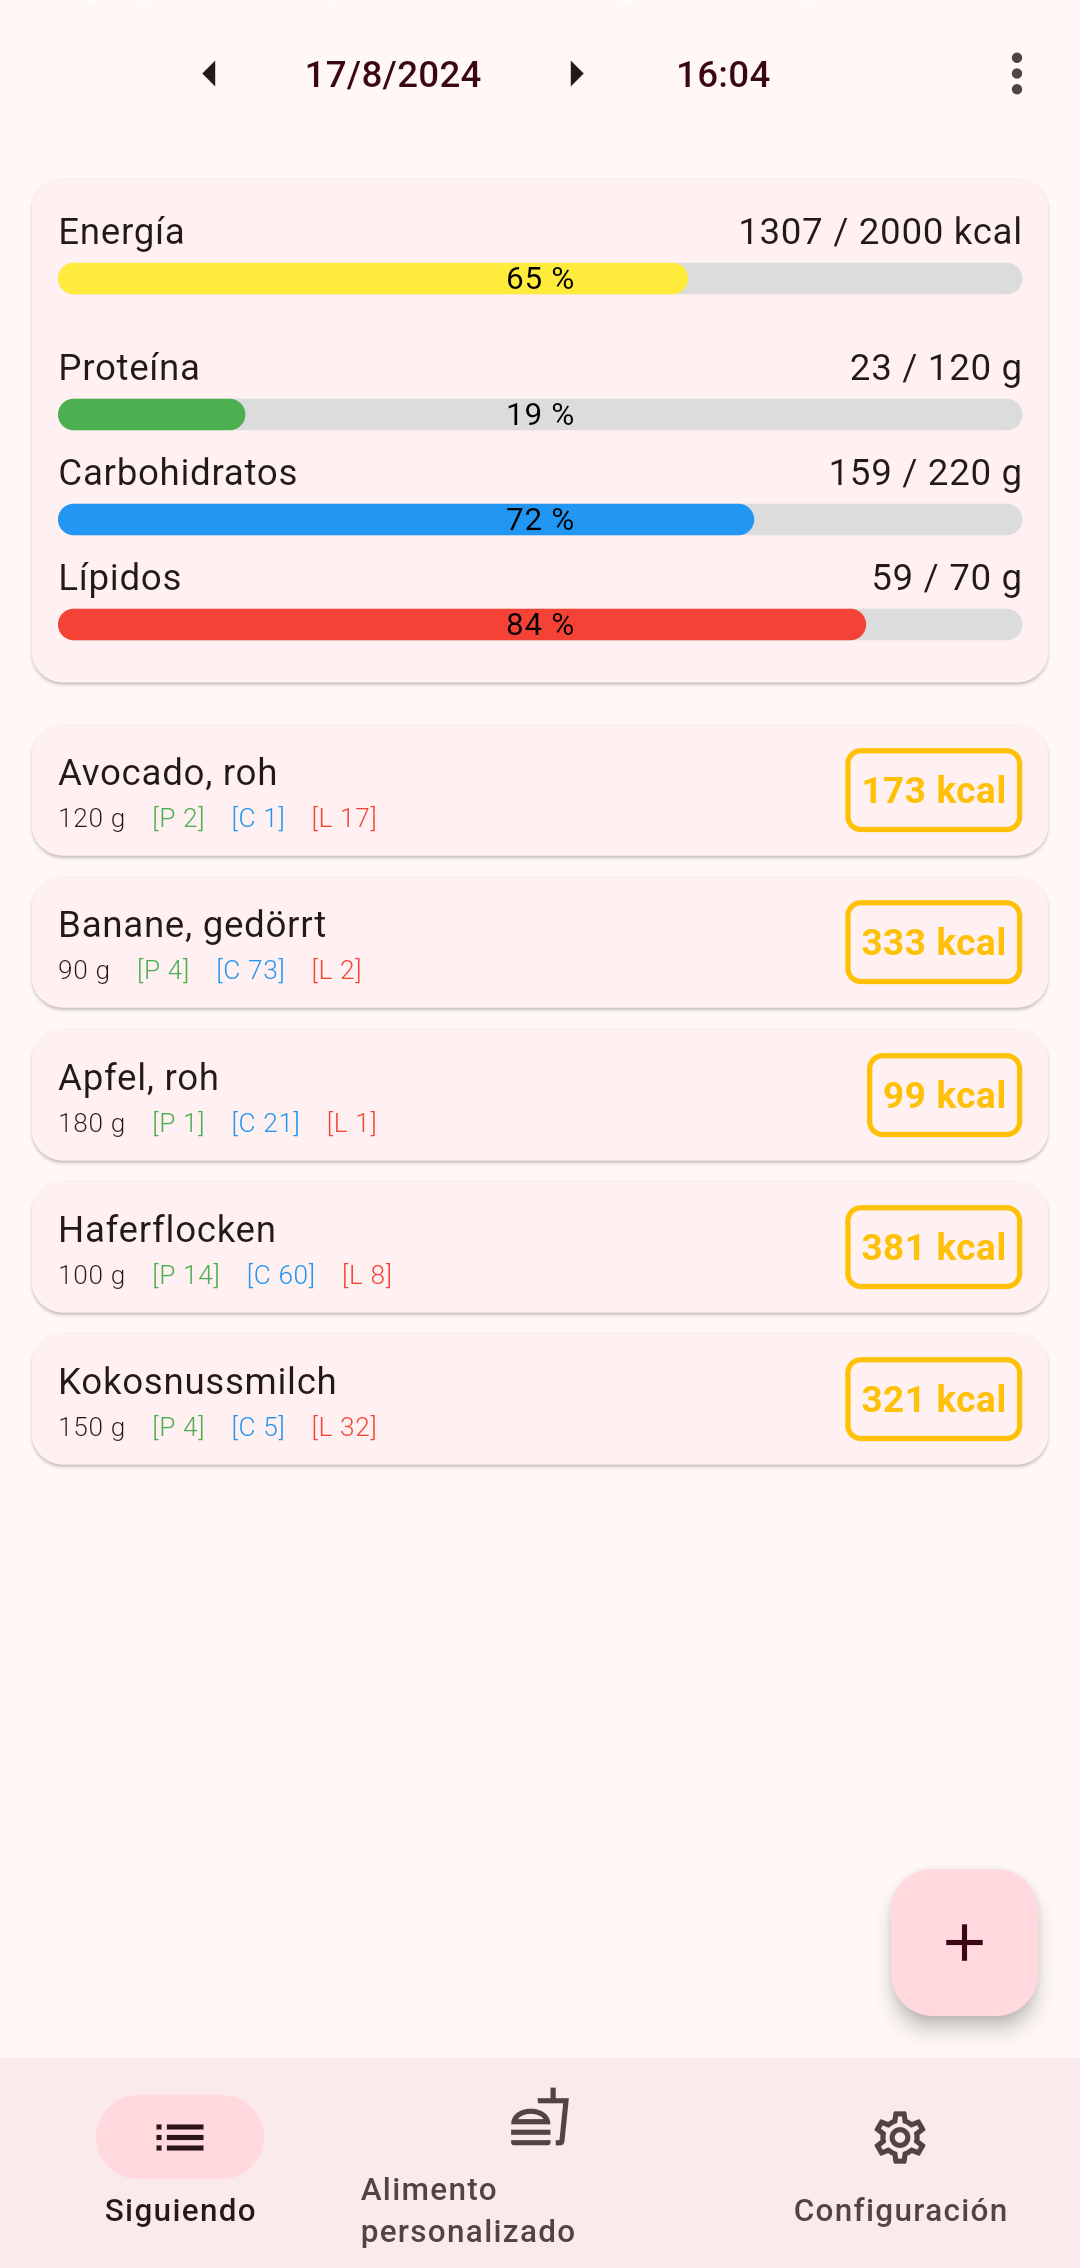 17/8/2024 16:04
Energía 1307 / 2000 kcal
65 %
Proteína 23 / 120 g
19 %
Carbohidratos 159 / 220 g
72 %
Lípidos 59 / 70 g
84 %
Avocado, roh
120 g [P 2] [C 1] [L 17]
173 kcal
Banane, gedörrt
90 g [P 4] [C 73] [L 2]
333 kcal
Apfel, roh
180 g [P 1] [C 21] [L 1]
99 kcal
Haferflocken
100 g [P 14] [C 60] [L 8]
381 kcal
Kokosnussmilch
150 g [P 4] [C 5] [L 32]
321 kcal
Siguiendo
Alimento
personalizado
Configuración